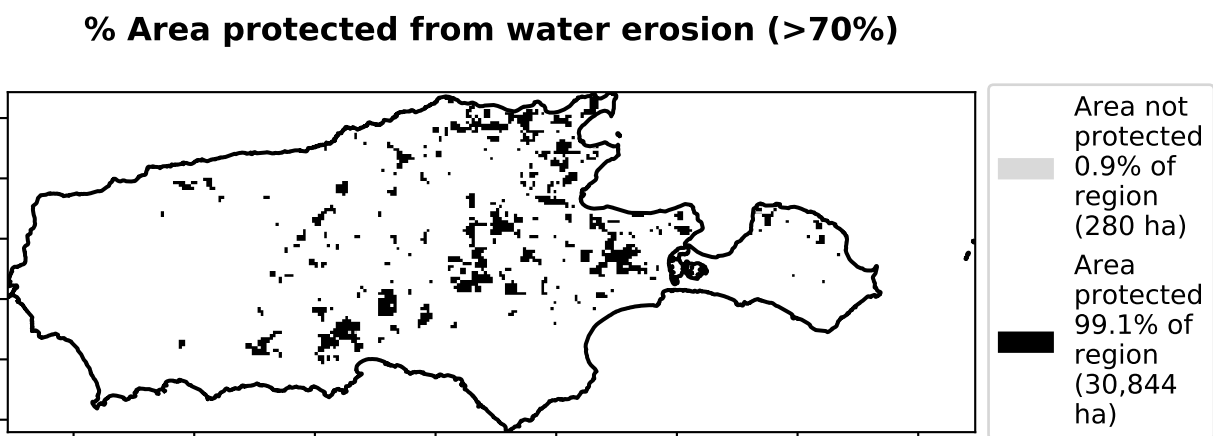 % Area protected from water erosion (>70%)
Area not
protected
0.9% of
region
(280 ha)
Area
protected
99.1% of
region
(30,844
ha)